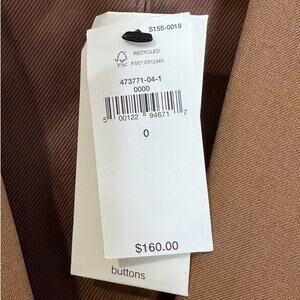 S155-0019
FSC
RECYCLED
FSC® C012345
473771-04-1
0000
5 00122 94671 7
0
$160.00
buttons